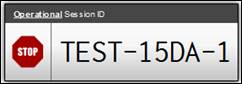 Operational Session ID
STOP
TEST-15DA-1